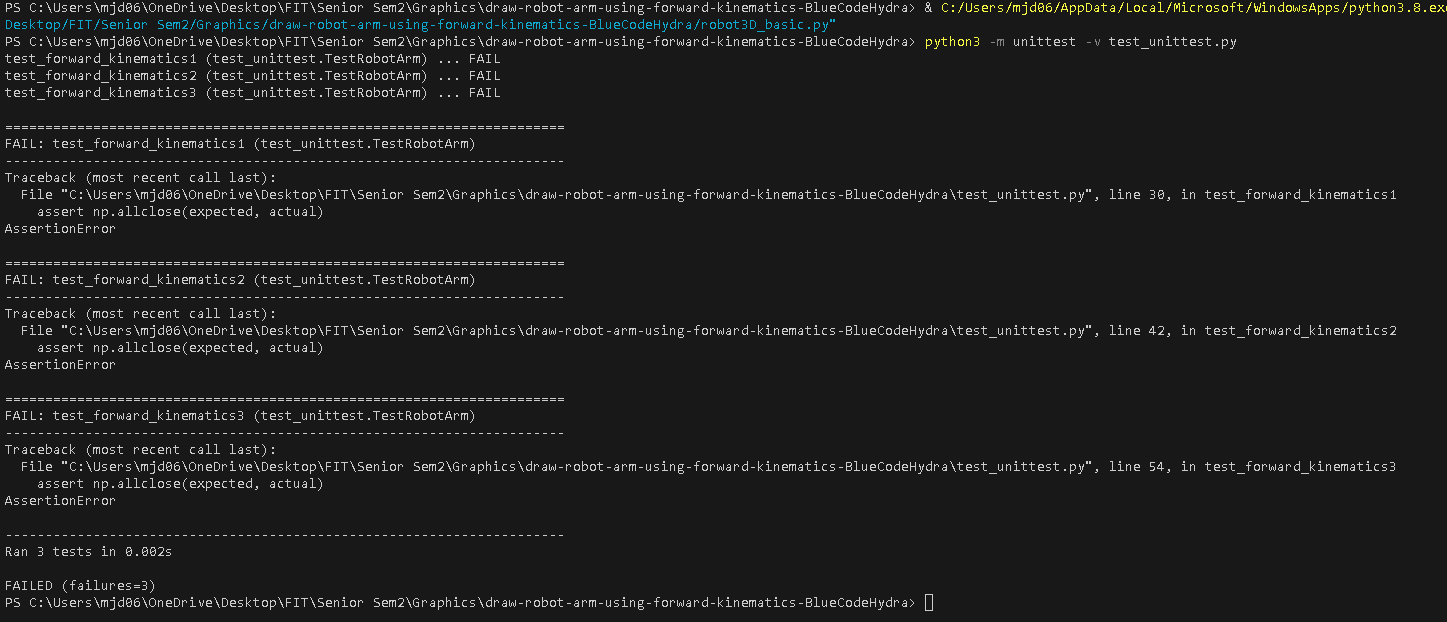 PS C:\Users\mjd06\OneDrive\Desktop\FIT\Senior Sem2\Graphics\draw-robot-arm-using-forward-kinematics-BlueCodeHydra> & C:/Users/mjd06/AppData/Local/Microsoft/WindowsApps/python3.8.exe
Desktop/FIT/Senior Sem2/Graphics/draw-robot-arm-using-forward-kinematics-BlueCodeHydra/robot3D_basic.py"
PS C:\Users\mjd06\OneDrive\Desktop\FIT\Senior Sem2\Graphics\draw-robot-arm-using-forward-kinematics-BlueCodeHydra> python3 -m unittest -v test_unittest.py
test_forward_kinematics1 (test_unittest.TestRobotArm) ... FAIL
test_forward_kinematics2 (test_unittest.TestRobotArm) ... FAIL
test_forward_kinematics3 (test_unittest.TestRobotArm) ... FAIL
======================================================================
FAIL: test_forward_kinematics1 (test_unittest.TestRobotArm)
----------------------------------------------------------------------
Traceback (most recent call last):
  File "C:\Users\mjd06\OneDrive\Desktop\FIT\Senior Sem2\Graphics\draw-robot-arm-using-forward-kinematics-BlueCodeHydra\test_unittest.py", line 30, in test_forward_kinematics1
    assert np.allclose(expected, actual)
AssertionError
======================================================================
FAIL: test_forward_kinematics2 (test_unittest.TestRobotArm)
----------------------------------------------------------------------
Traceback (most recent call last):
  File "C:\Users\mjd06\OneDrive\Desktop\FIT\Senior Sem2\Graphics\draw-robot-arm-using-forward-kinematics-BlueCodeHydra\test_unittest.py", line 42, in test_forward_kinematics2
    assert np.allclose(expected, actual)
AssertionError
======================================================================
FAIL: test_forward_kinematics3 (test_unittest.TestRobotArm)
----------------------------------------------------------------------
Traceback (most recent call last):
  File "C:\Users\mjd06\OneDrive\Desktop\FIT\Senior Sem2\Graphics\draw-robot-arm-using-forward-kinematics-BlueCodeHydra\test_unittest.py", line 54, in test_forward_kinematics3
    assert np.allclose(expected, actual)
AssertionError
----------------------------------------------------------------------
Ran 3 tests in 0.002s
FAILED (failures=3)
PS C:\Users\mjd06\OneDrive\Desktop\FIT\Senior Sem2\Graphics\draw-robot-arm-using-forward-kinematics-BlueCodeHydra>